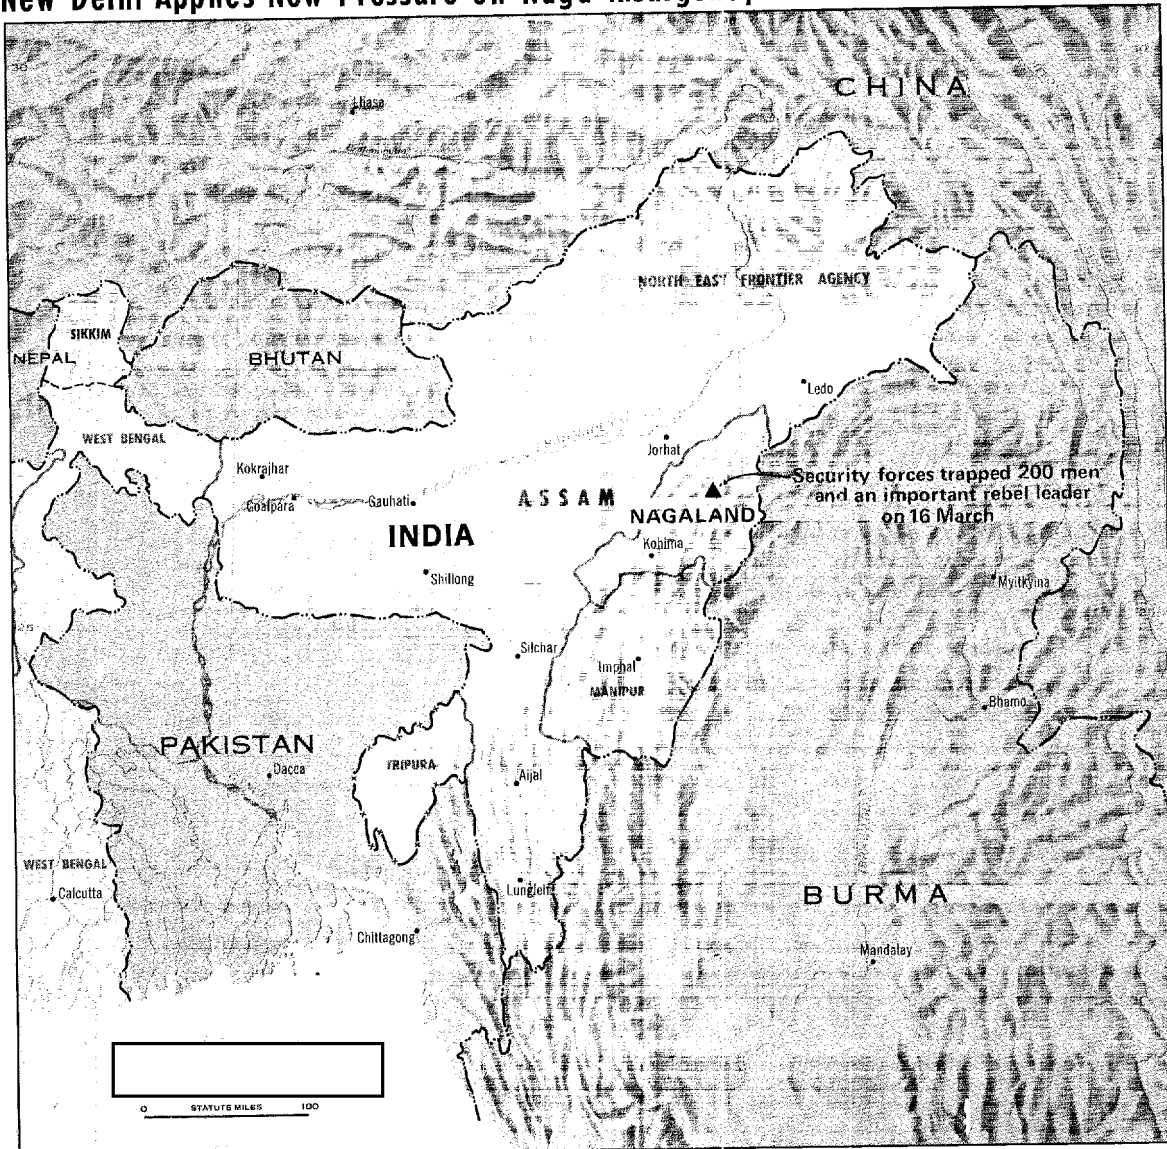 New Delhi Applies New Pressure on Naga Insurgency
30
CHINA
Lhasa
NORTH EAST FRONTIER AGENCY
SIKKIM
NEPAL
BHUTAN
Ledo
WEST BENGAL
Jorhat
Kokrajhar
Security forces trapped 200 men
and an important rebel leader
on 16 March
Goalpara
Gauhati
ASSAM
NAGALAND
INDIA
Kohima
Shillong
Myitkyina
25
Silchar
Imphal
MANIPUR
Bhamo
PAKISTAN
Dacca
TRIPURA
Aijal
WEST BENGAL
Calcutta
Lungleh
BURMA
Chittagong
Mandalay
0 STATUTE MILES 100